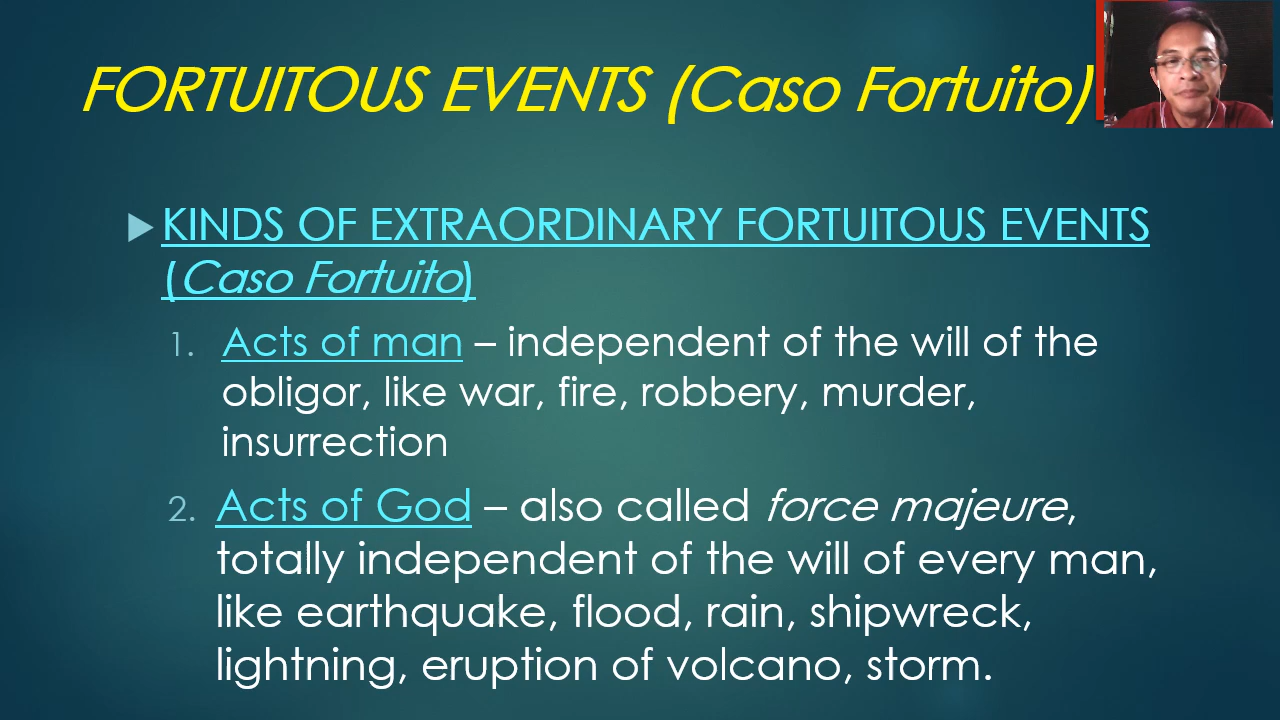 FORTUITOUS EVENTS (Caso Fortuito)
KINDS OF EXTRAORDINARY FORTUITOUS EVENTS
(Caso Fortuito)
1. Acts of man – independent of the will of the
obligor, like war, fire, robbery, murder,
insurrection
2. Acts of God – also called force majeure,
totally independent of the will of every man,
like earthquake, flood, rain, shipwreck,
lightning, eruption of volcano, storm.